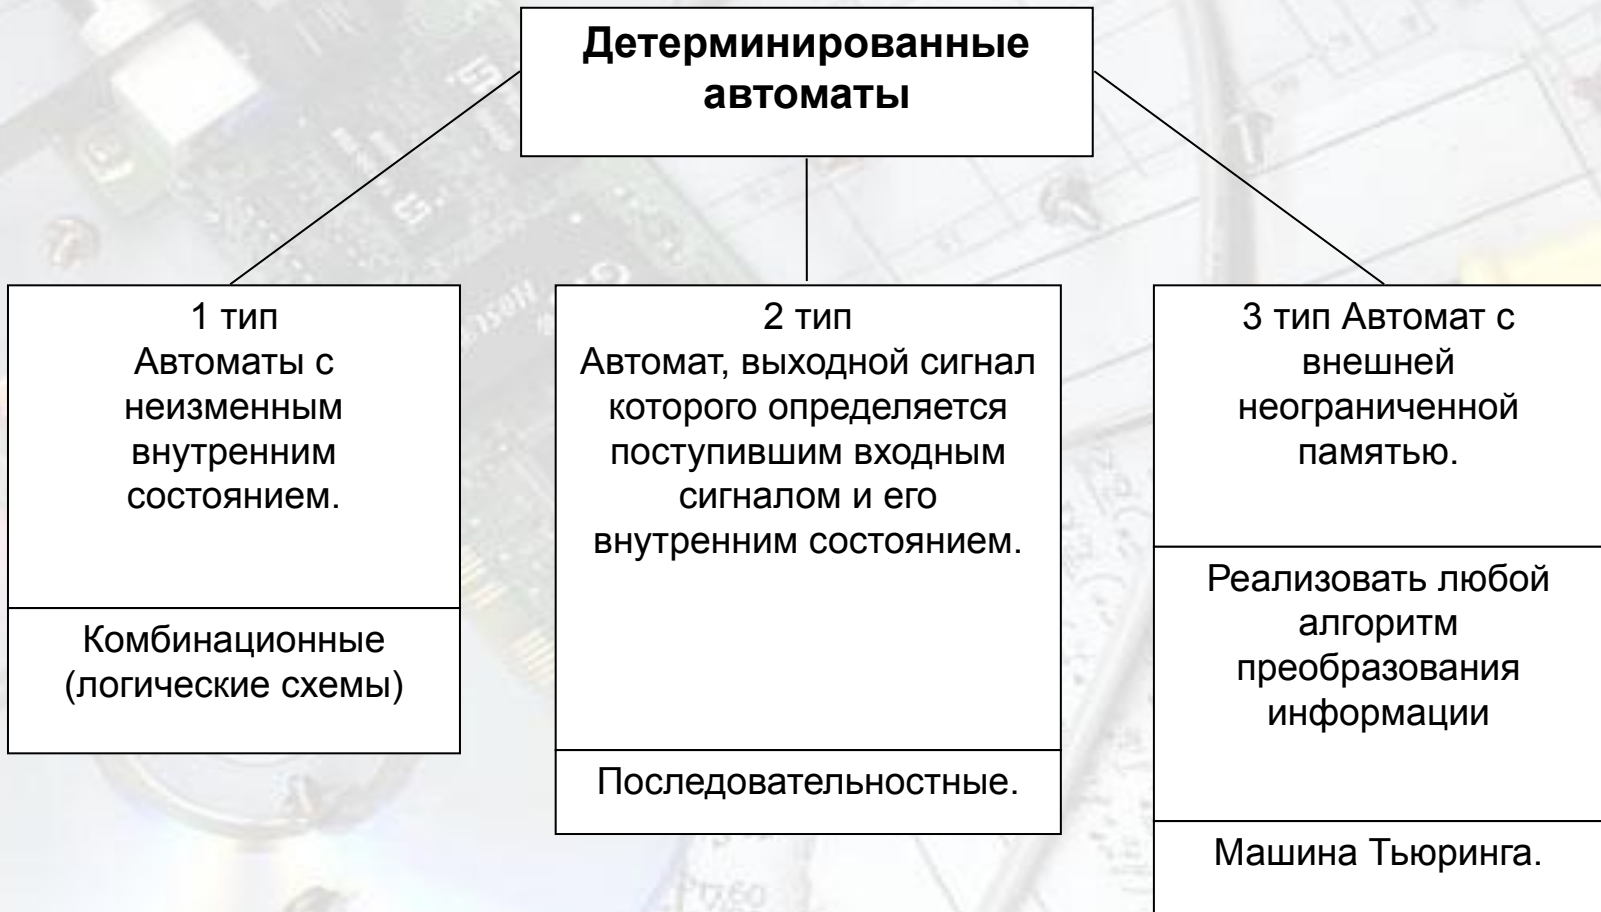 Детерминированные
автоматы
1 тип
Автоматы с
неизменным
внутренним
состоянием.
Комбинационные
(логические схемы)
2 тип
Автомат, выходной сигнал
которого определяется
поступившим входным
сигналом и его
внутренним состоянием.
Последовательностные.
3 тип Автомат с
внешней
неограниченной
памятью.
Реализовать любой
алгоритм
преобразования
информации
Машина Тьюринга.